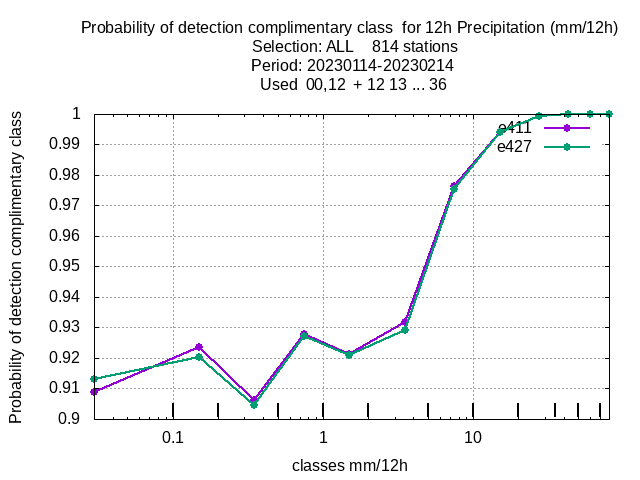 Probability of detection complimentary class  for 12h Precipitation (mm/12h)
Selection: ALL    814 stations
Period: 20230114-20230214
Used  00,12  + 12 13 ... 36
Probability of detection complimentary class
1
0.99
0.98
0.97
0.96
0.95
0.94
0.93
0.92
0.91
0.9
e411
e427
0.1
1
10
classes mm/12h